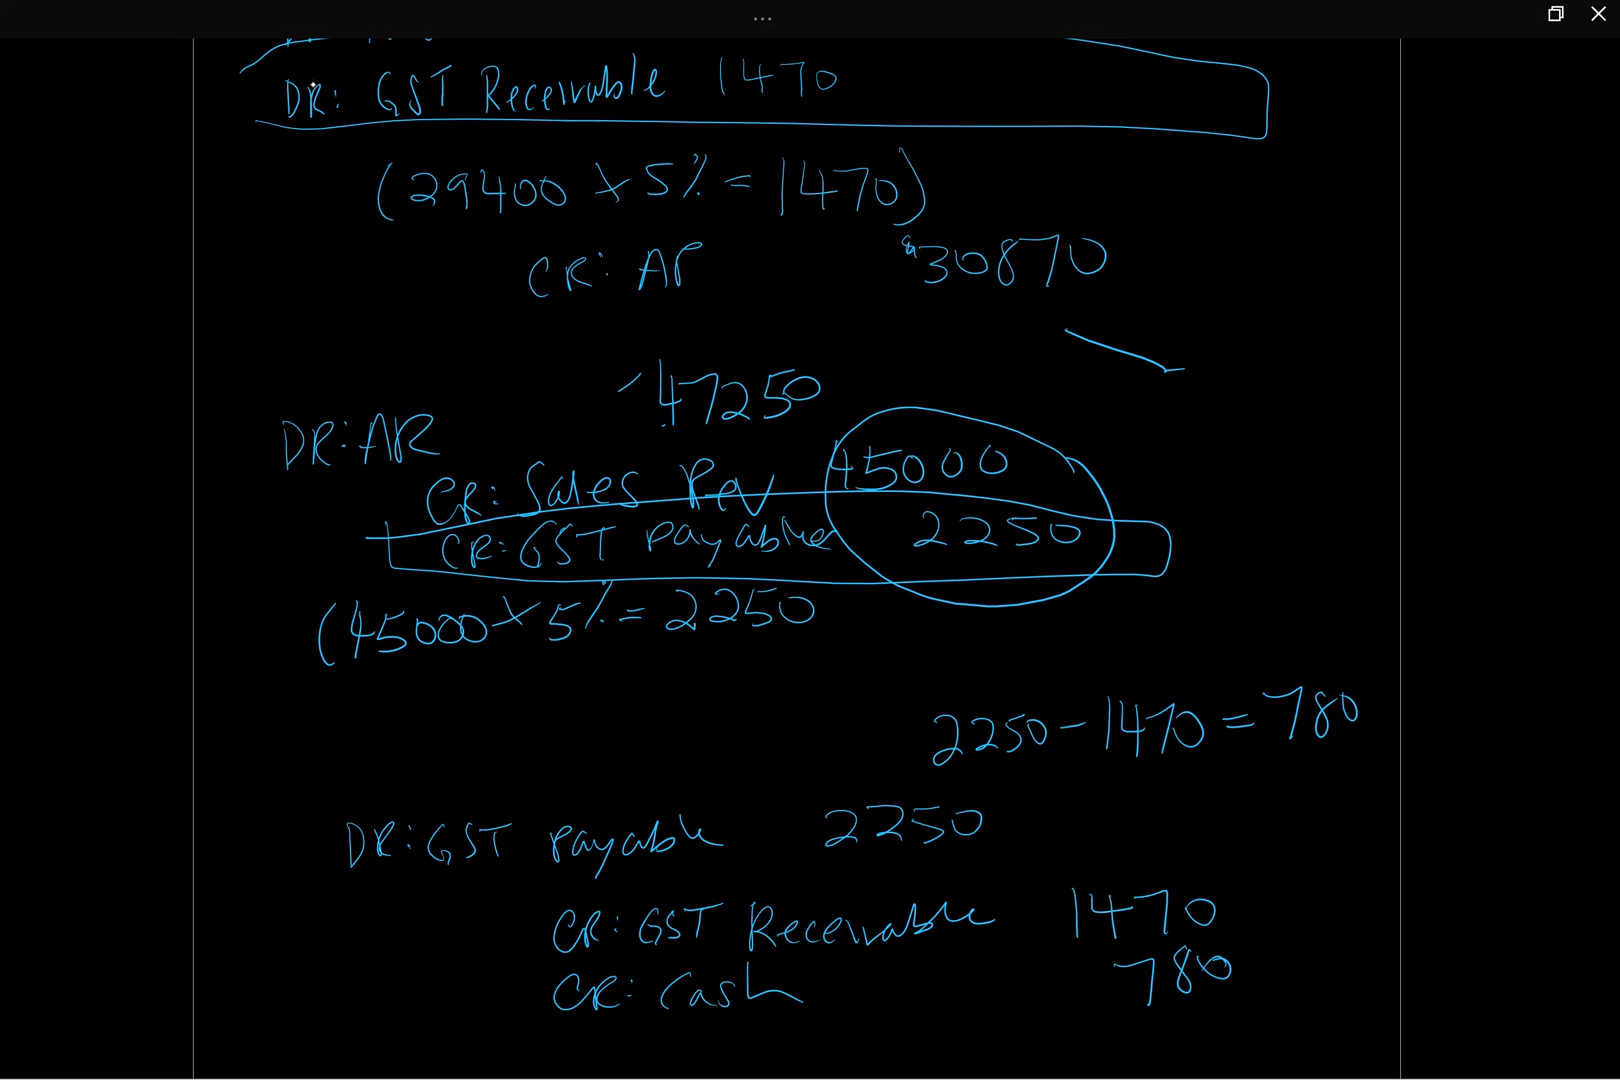 DR: GST Receivable 1470
(29400 x 5% = 1470)
CR: AP $30870
47250
DR: AR
CR: Sales Rev 45000
CR: GST payable 2250
(45000 x 5% = 2250
2250 - 1470 = 780
DR: GST payable 2250
CR: GST Receivable 1470
CR: Cash 780